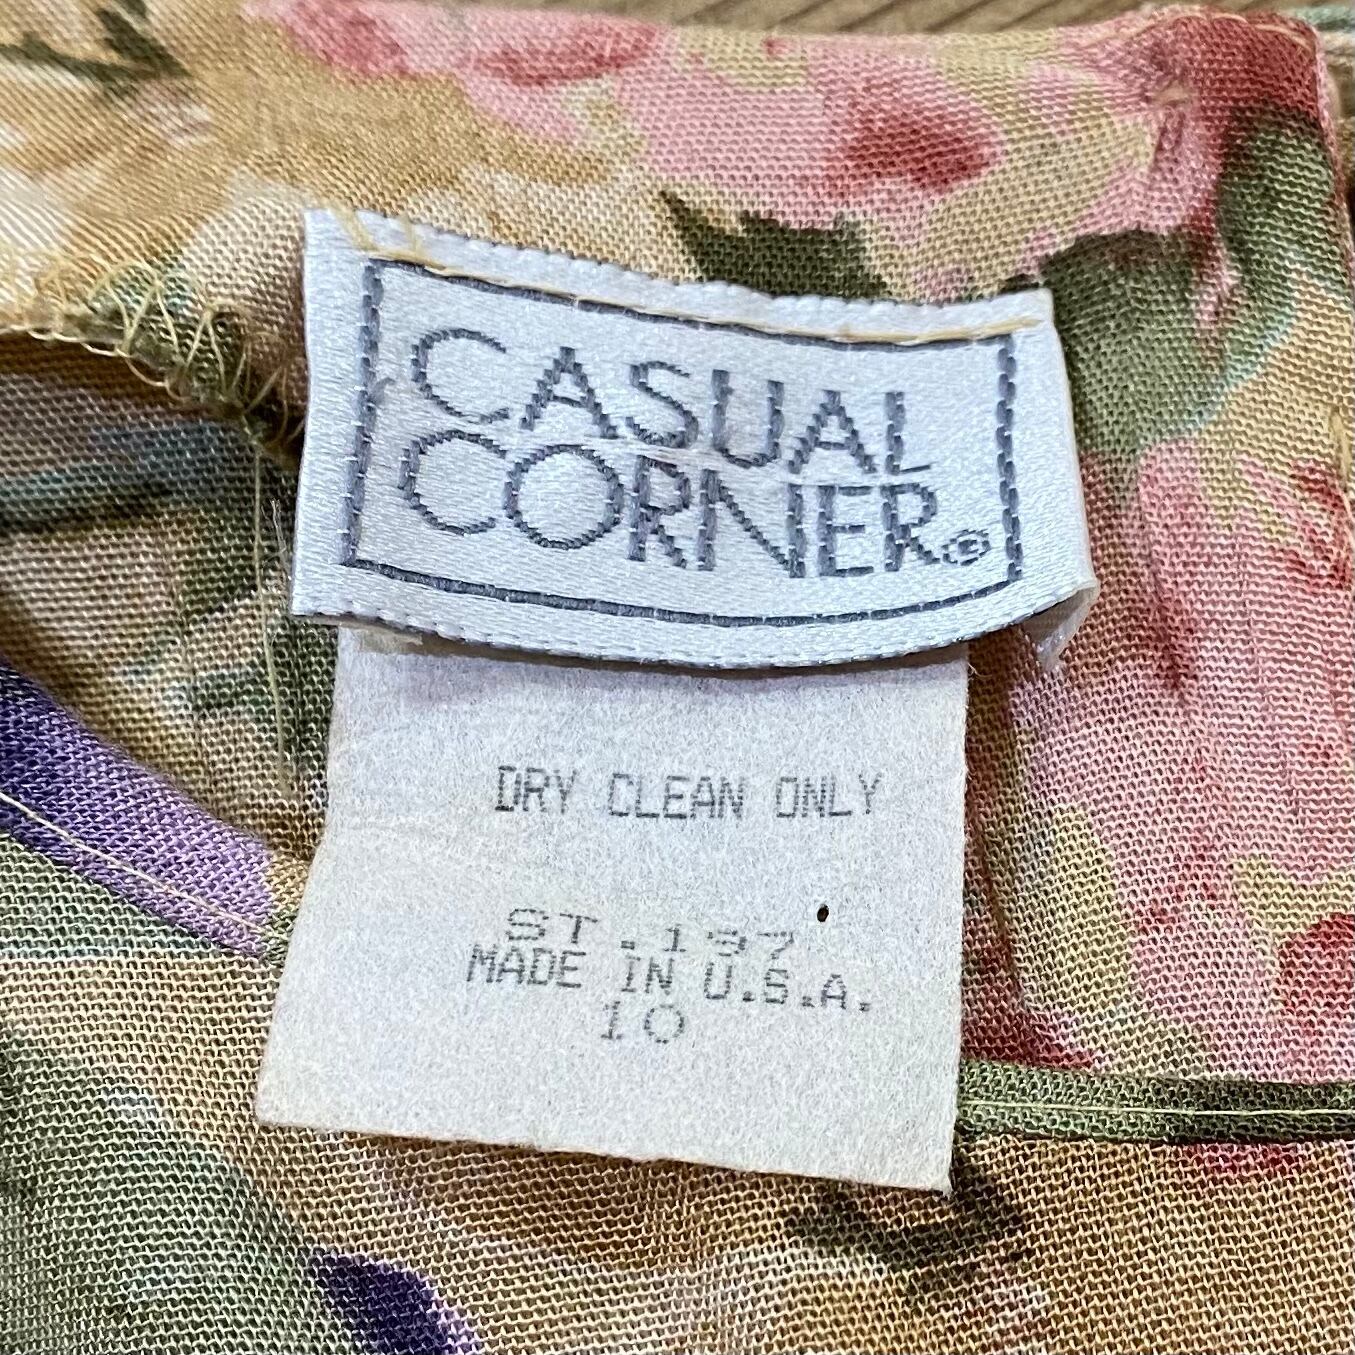 CASUAL
CORNER®
DRY CLEAN ONLY
ST.137
MADE IN U.S.A.
10